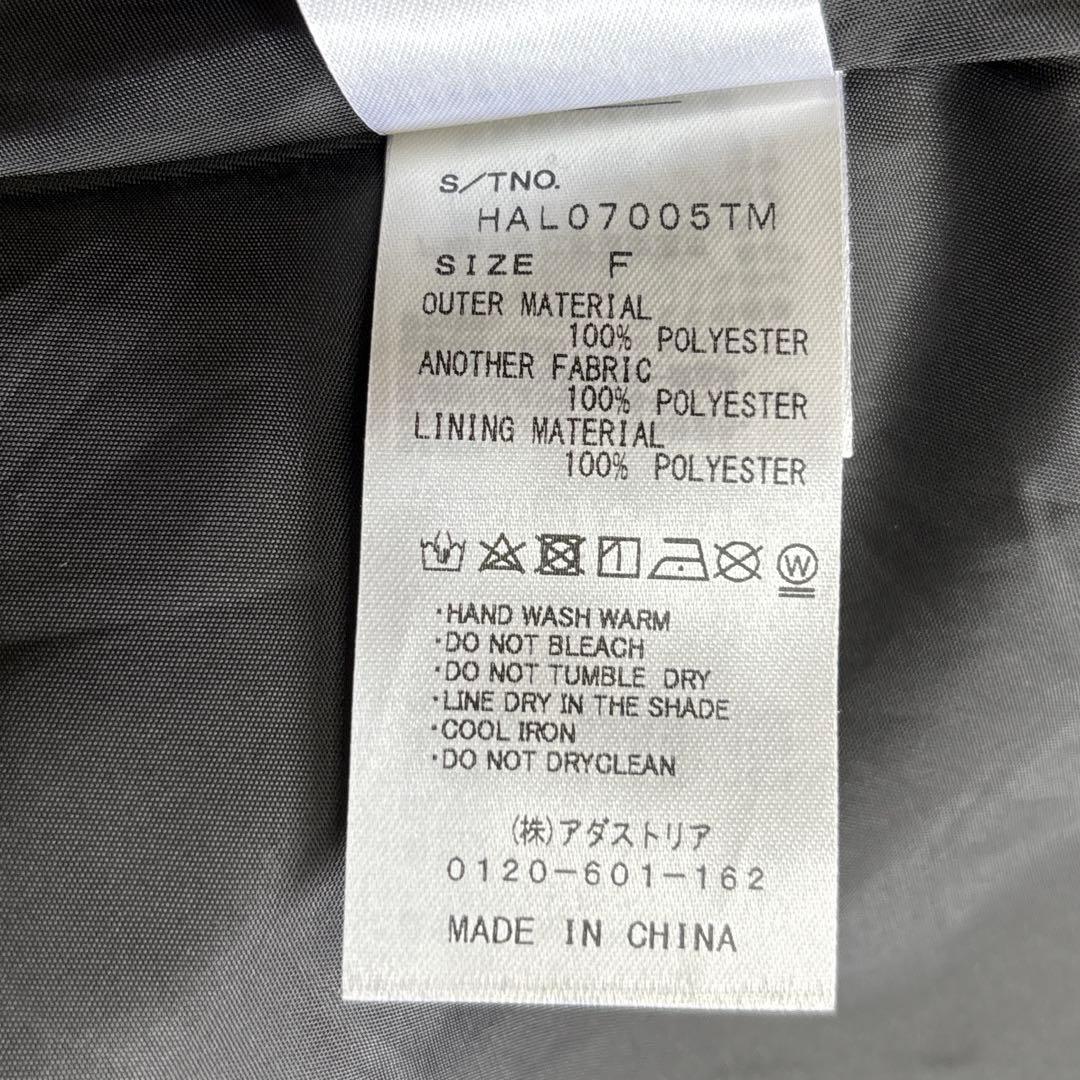 S/TNO.
HAL07005TM
SIZE F
OUTER MATERIAL
100% POLYESTER
ANOTHER FABRIC
100% POLYESTER
LINING MATERIAL
100% POLYESTER
W
・HAND WASH WARM
・DO NOT BLEACH
・DO NOT TUMBLE DRY
・LINE DRY IN THE SHADE
・COOL IRON
・DO NOT DRYCLEAN
(株)アダストリア
0120-601-162
MADE IN CHINA